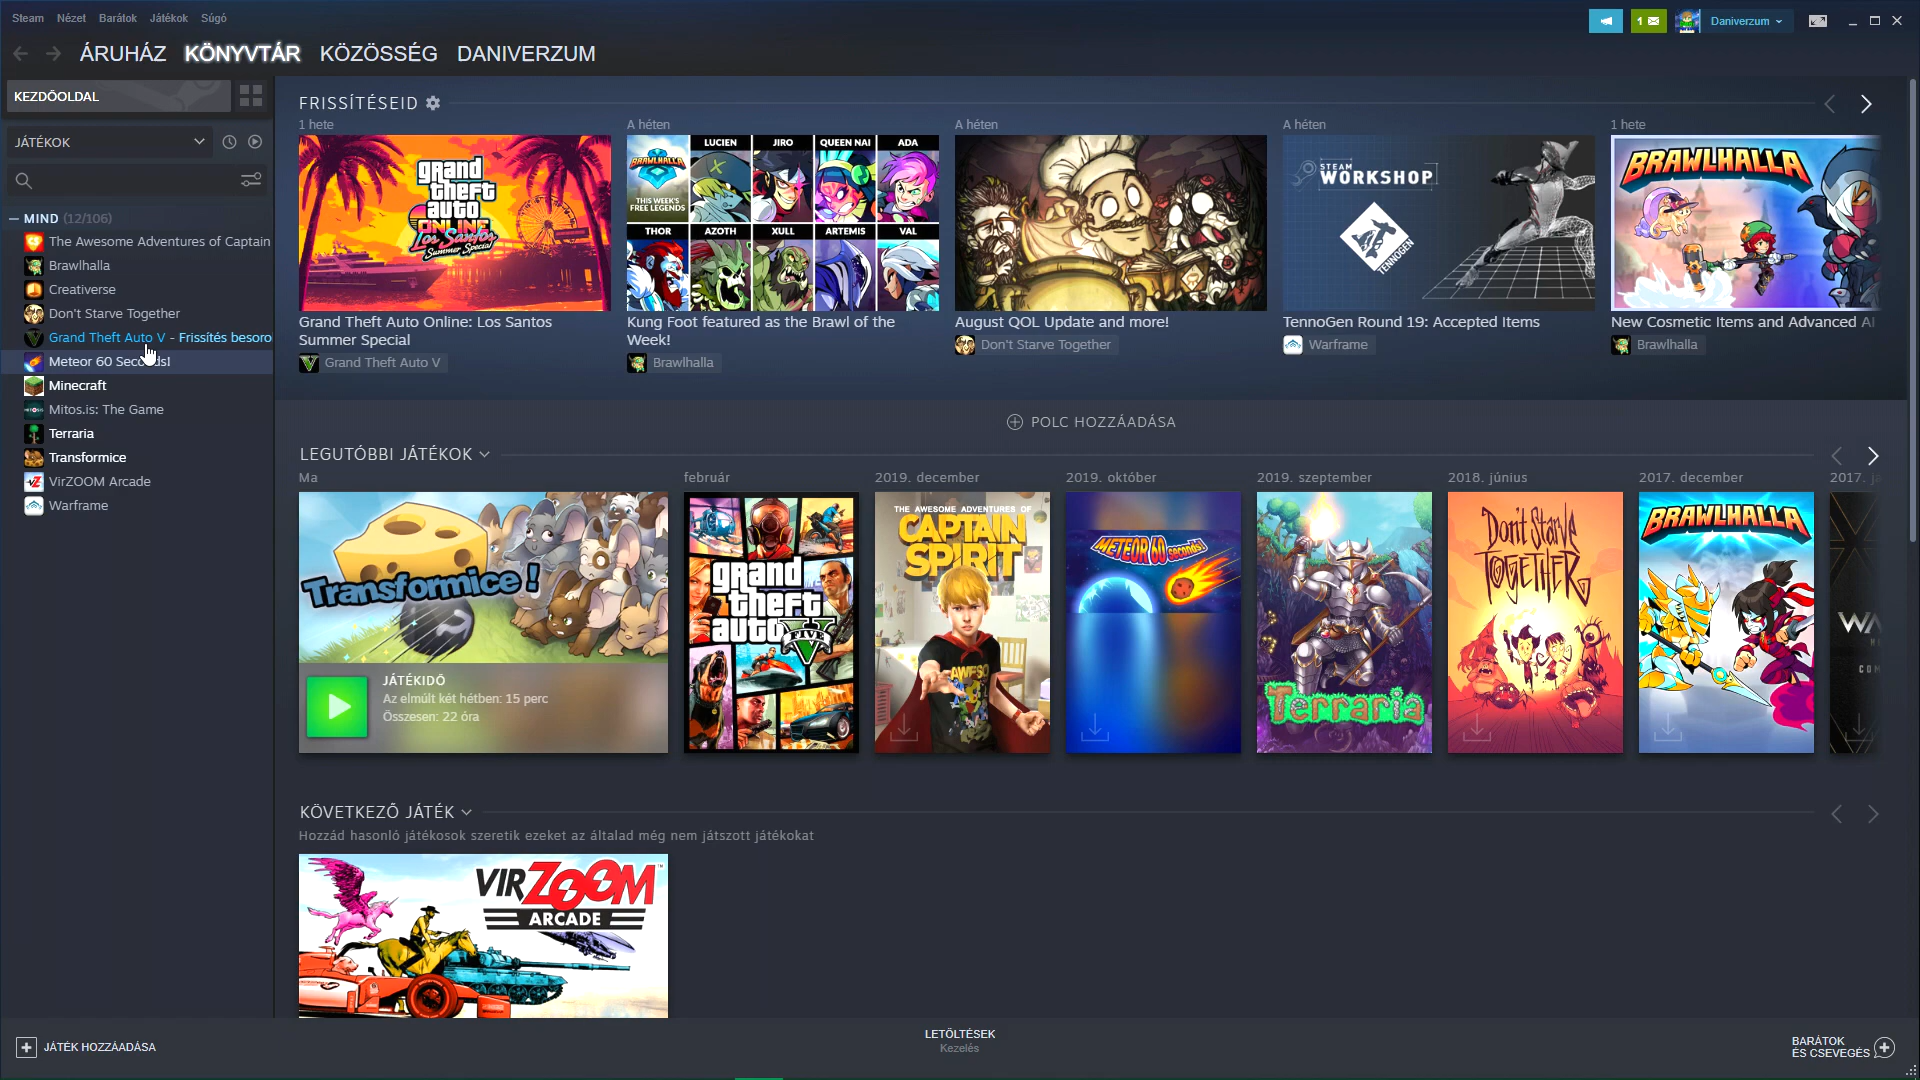 Steam Nézet Barátok Játékok Súgó
1
Daniverzum
ÁRUHÁZ KÖNYVTÁR KÖZÖSSÉG DANIVERZUM
KEZDŐOLDAL
JÁTÉKOK
MIND (12/106)
The Awesome Adventures of Captain
Brawlhalla
Creativerse
Don't Starve Together
Grand Theft Auto V - Frissítés besoro
Meteor 60 Seconds!
Minecraft
Mitos.is: The Game
Terraria
Transformice
VirZOOM Arcade
Warframe
FRISSÍTÉSEID
1 hete
grand
theft
auto
ONLINE
Los Santos
Summer Special
Grand Theft Auto Online: Los Santos
Summer Special
Grand Theft Auto V
A héten
BRAWLHALLA
THIS WEEK'S
FREE LEGENDS
LUCIEN JIRO QUEEN NAI ADA
THOR AZOTH XULL ARTEMIS VAL
Kung Foot featured as the Brawl of the
Week!
Brawlhalla
A héten
August QOL Update and more!
Don't Starve Together
A héten
STEAM
WORKSHOP
TENNOGEN
TennoGen Round 19: Accepted Items
Warframe
1 hete
BRAWLHALLA
New Cosmetic Items and Advanced AI
Brawlhalla
POLC HOZZÁADÁSA
LEGUTÓBBI JÁTÉKOK
Ma
Transformice !
JÁTÉKIDŐ
Az elmúlt két hétben: 15 perc
Összesen: 22 óra
február
grand
theft
auto
FIVE
2019. december
THE AWESOME ADVENTURES OF
CAPTAIN
SPIRIT
AWESO
2019. október
METEOR 60 seconds!
2019. szeptember
Terraria
2018. június
Don't Starve
TOGETHER
2017. december
BRAWLHALLA
2017. ja
WA
COM
KÖVETKEZŐ JÁTÉK
Hozzád hasonló játékosok szeretik ezeket az általad még nem játszott játékokat
VIRZOOM
ARCADE
JÁTÉK HOZZÁADÁSA
LETÖLTÉSEK
Kezelés
BARÁTOK
ÉS CSEVEGÉS